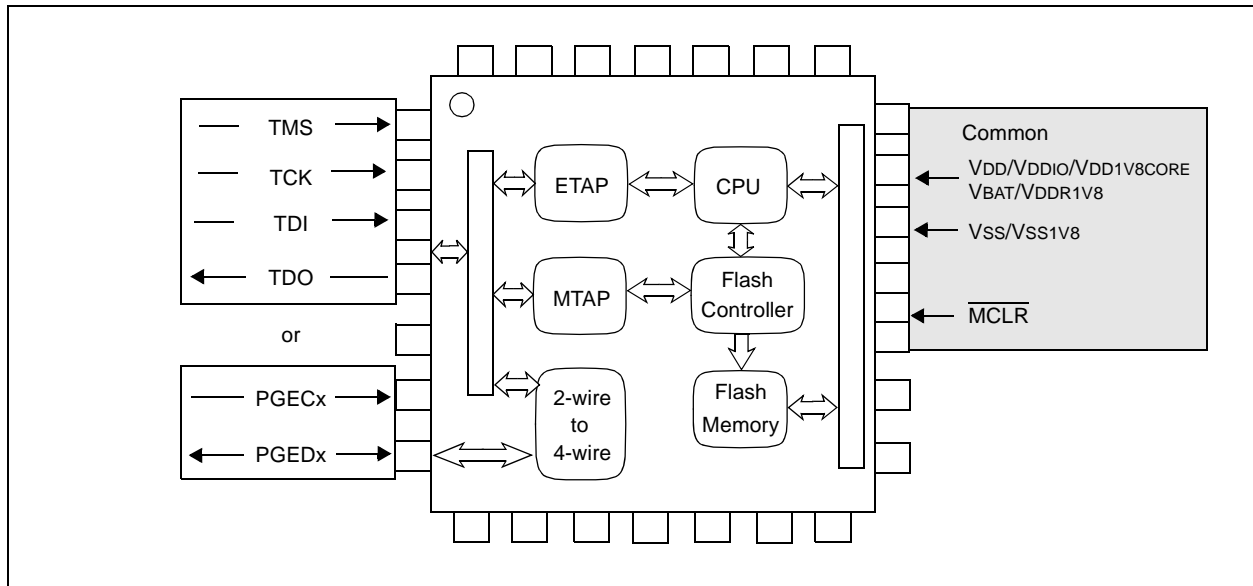 TMS
TCK
TDI
TDO
or
PGECx
PGEDx
ETAP
CPU
MTAP
Flash
Controller
2-wire
to
4-wire
Flash
Memory
Common
VDD/VDDIO/VDD1V8CORE
VBAT/VDDR1V8
VSS/VSS1V8
MCLR